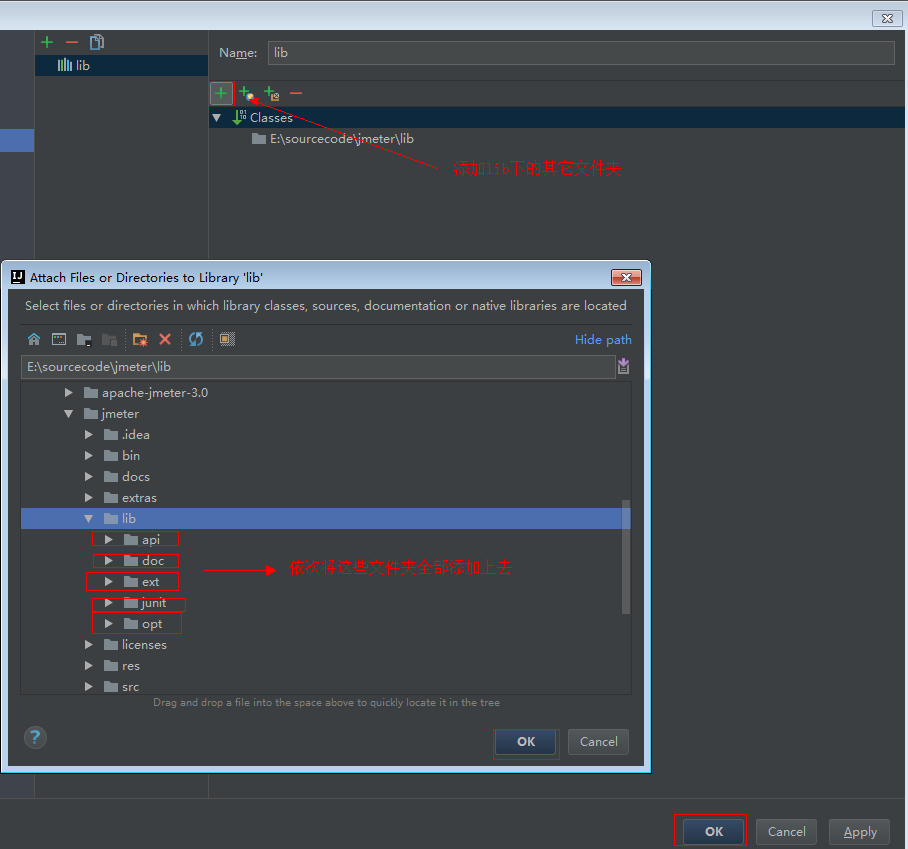 Name: lib
lib
Classes
E:\sourcecode\jmeter\lib
添加lib下的其它文件夹
Attach Files or Directories to Library 'lib'
Select files or directories in which library classes, sources, documentation or native libraries are located
Hide path
E:\sourcecode\jmeter\lib
apache-jmeter-3.0
jmeter
.idea
bin
docs
extras
lib
api
doc
ext
junit
opt
依次将这些文件夹全部添加上去
licenses
res
src
Drag and drop a file into the space above to quickly locate it in the tree
?
OK Cancel
OK Cancel Apply